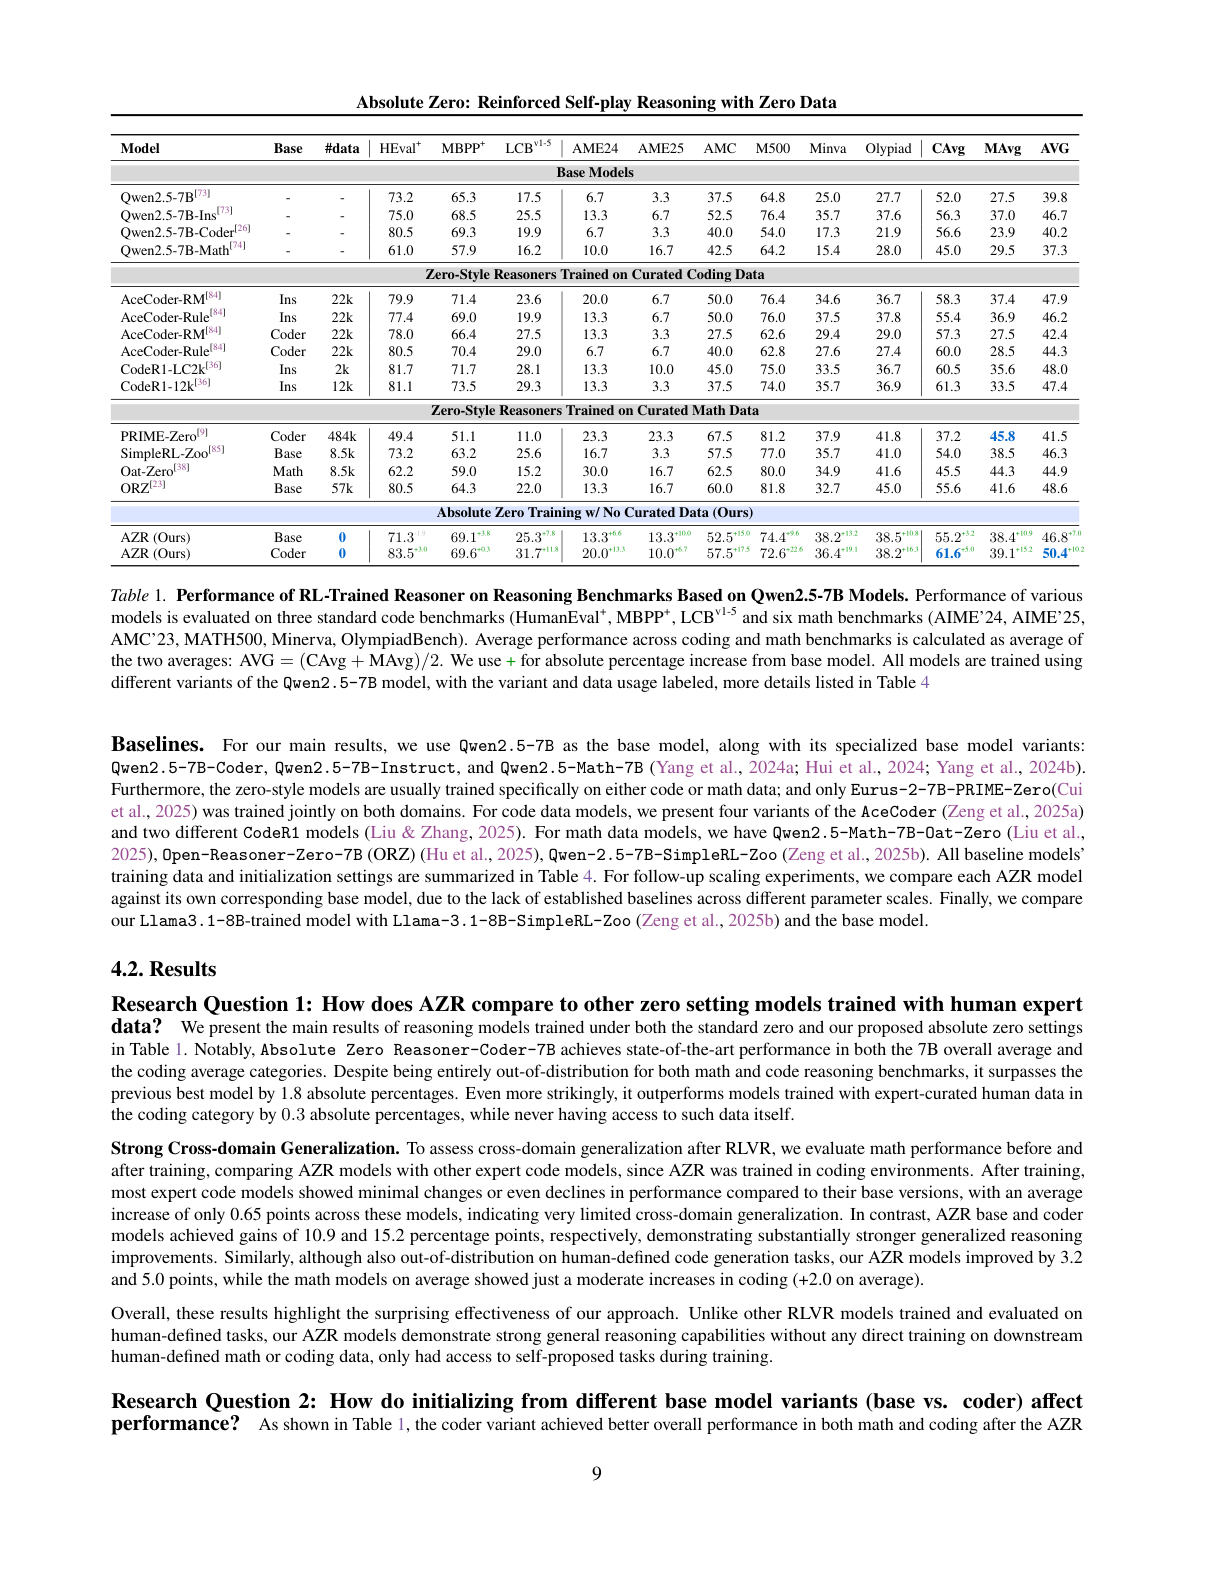 Absolute Zero: Reinforced Self-play Reasoning with Zero Data
Model Base #data HEval+ MBPP+ LCBv1-5 AME24 AME25 AMC M500 Minva Olypiad CAvg MAvg AVG
Base Models
Qwen2.5-7B[73] - - 73.2 65.3 17.5 6.7 3.3 37.5 64.8 25.0 27.7 52.0 27.5 39.8
Qwen2.5-7B-Ins[73] - - 75.0 68.5 25.5 13.3 6.7 52.5 76.4 35.7 37.6 56.3 37.0 46.7
Qwen2.5-7B-Coder[26] - - 80.5 69.3 19.9 6.7 3.3 40.0 54.0 17.3 21.9 56.6 23.9 40.2
Qwen2.5-7B-Math[74] - - 61.0 57.9 16.2 10.0 16.7 42.5 64.2 15.4 28.0 45.0 29.5 37.3
Zero-Style Reasoners Trained on Curated Coding Data
AceCoder-RM[84] Ins 22k 79.9 71.4 23.6 20.0 6.7 50.0 76.4 34.6 36.7 58.3 37.4 47.9
AceCoder-Rule[84] Ins 22k 77.4 69.0 19.9 13.3 6.7 50.0 76.0 37.5 37.8 55.4 36.9 46.2
AceCoder-RM[84] Coder 22k 78.0 66.4 27.5 13.3 3.3 27.5 62.6 29.4 29.0 57.3 27.5 42.4
AceCoder-Rule[84] Coder 22k 80.5 70.4 29.0 6.7 6.7 40.0 62.8 27.6 27.4 60.0 28.5 44.3
CodeR1-LC2k[36] Ins 2k 81.7 71.7 28.1 13.3 10.0 45.0 75.0 33.5 36.7 60.5 35.6 48.0
CodeR1-12k[36] Ins 12k 81.1 73.5 29.3 13.3 3.3 37.5 74.0 35.7 36.9 61.3 33.5 47.4
Zero-Style Reasoners Trained on Curated Math Data
PRIME-Zero[9] Coder 484k 49.4 51.1 11.0 23.3 23.3 67.5 81.2 37.9 41.8 37.2 45.8 41.5
SimpleRL-Zoo[85] Base 8.5k 73.2 63.2 25.6 16.7 3.3 57.5 77.0 35.7 41.0 54.0 38.5 46.3
Oat-Zero[38] Math 8.5k 62.2 59.0 15.2 30.0 16.7 62.5 80.0 34.9 41.6 45.5 44.3 44.9
ORZ[23] Base 57k 80.5 64.3 22.0 13.3 16.7 60.0 81.8 32.7 45.0 55.6 41.6 48.6
Absolute Zero Training w/ No Curated Data (Ours)
AZR (Ours) Base 0 71.3 69.1+3.8 25.3+7.8 13.3+6.6 13.3+10.0 52.5+15.0 74.4+9.6 38.2+13.2 38.5+10.8 55.2+3.2 38.4+10.9 46.8+7.0
AZR (Ours) Coder 0 83.5+3.0 69.6+0.3 31.7+11.8 20.0+13.3 10.0+6.7 57.5+17.5 72.6+22.6 36.4+19.1 38.2+16.3 61.6+5.0 39.1+15.2 50.4+10.2
Table 1. Performance of RL-Trained Reasoner on Reasoning Benchmarks Based on Qwen2.5-7B Models. Performance of various
models is evaluated on three standard code benchmarks (HumanEval+, MBPP+, LCBv1-5 and six math benchmarks (AIME'24, AIME'25,
AMC'23, MATH500, Minerva, OlympiadBench). Average performance across coding and math benchmarks is calculated as average of
the two averages: AVG = (CAvg + MAvg)/2. We use + for absolute percentage increase from base model. All models are trained using
different variants of the Qwen2.5-7B model, with the variant and data usage labeled, more details listed in Table 4
Baselines. For our main results, we use Qwen2.5-7B as the base model, along with its specialized base model variants:
Qwen2.5-7B-Coder, Qwen2.5-7B-Instruct, and Qwen2.5-Math-7B (Yang et al., 2024a; Hui et al., 2024; Yang et al., 2024b).
Furthermore, the zero-style models are usually trained specifically on either code or math data; and only Eurus-2-7B-PRIME-Zero(Cui
et al., 2025) was trained jointly on both domains. For code data models, we present four variants of the AceCoder (Zeng et al., 2025a)
and two different CodeR1 models (Liu & Zhang, 2025). For math data models, we have Qwen2.5-Math-7B-Oat-Zero (Liu et al.,
2025), Open-Reasoner-Zero-7B (ORZ) (Hu et al., 2025), Qwen-2.5-7B-SimpleRL-Zoo (Zeng et al., 2025b). All baseline models'
training data and initialization settings are summarized in Table 4. For follow-up scaling experiments, we compare each AZR model
against its own corresponding base model, due to the lack of established baselines across different parameter scales. Finally, we compare
our Llama3.1-8B-trained model with Llama-3.1-8B-SimpleRL-Zoo (Zeng et al., 2025b) and the base model.
4.2. Results
Research Question 1: How does AZR compare to other zero setting models trained with human expert
data? We present the main results of reasoning models trained under both the standard zero and our proposed absolute zero settings
in Table 1. Notably, Absolute Zero Reasoner-Coder-7B achieves state-of-the-art performance in both the 7B overall average and
the coding average categories. Despite being entirely out-of-distribution for both math and code reasoning benchmarks, it surpasses the
previous best model by 1.8 absolute percentages. Even more strikingly, it outperforms models trained with expert-curated human data in
the coding category by 0.3 absolute percentages, while never having access to such data itself.
Strong Cross-domain Generalization. To assess cross-domain generalization after RLVR, we evaluate math performance before and
after training, comparing AZR models with other expert code models, since AZR was trained in coding environments. After training,
most expert code models showed minimal changes or even declines in performance compared to their base versions, with an average
increase of only 0.65 points across these models, indicating very limited cross-domain generalization. In contrast, AZR base and coder
models achieved gains of 10.9 and 15.2 percentage points, respectively, demonstrating substantially stronger generalized reasoning
improvements. Similarly, although also out-of-distribution on human-defined code generation tasks, our AZR models improved by 3.2
and 5.0 points, while the math models on average showed just a moderate increases in coding (+2.0 on average).
Overall, these results highlight the surprising effectiveness of our approach. Unlike other RLVR models trained and evaluated on
human-defined tasks, our AZR models demonstrate strong general reasoning capabilities without any direct training on downstream
human-defined math or coding data, only had access to self-proposed tasks during training.
Research Question 2: How do initializing from different base model variants (base vs. coder) affect
performance? As shown in Table 1, the coder variant achieved better overall performance in both math and coding after the AZR
9